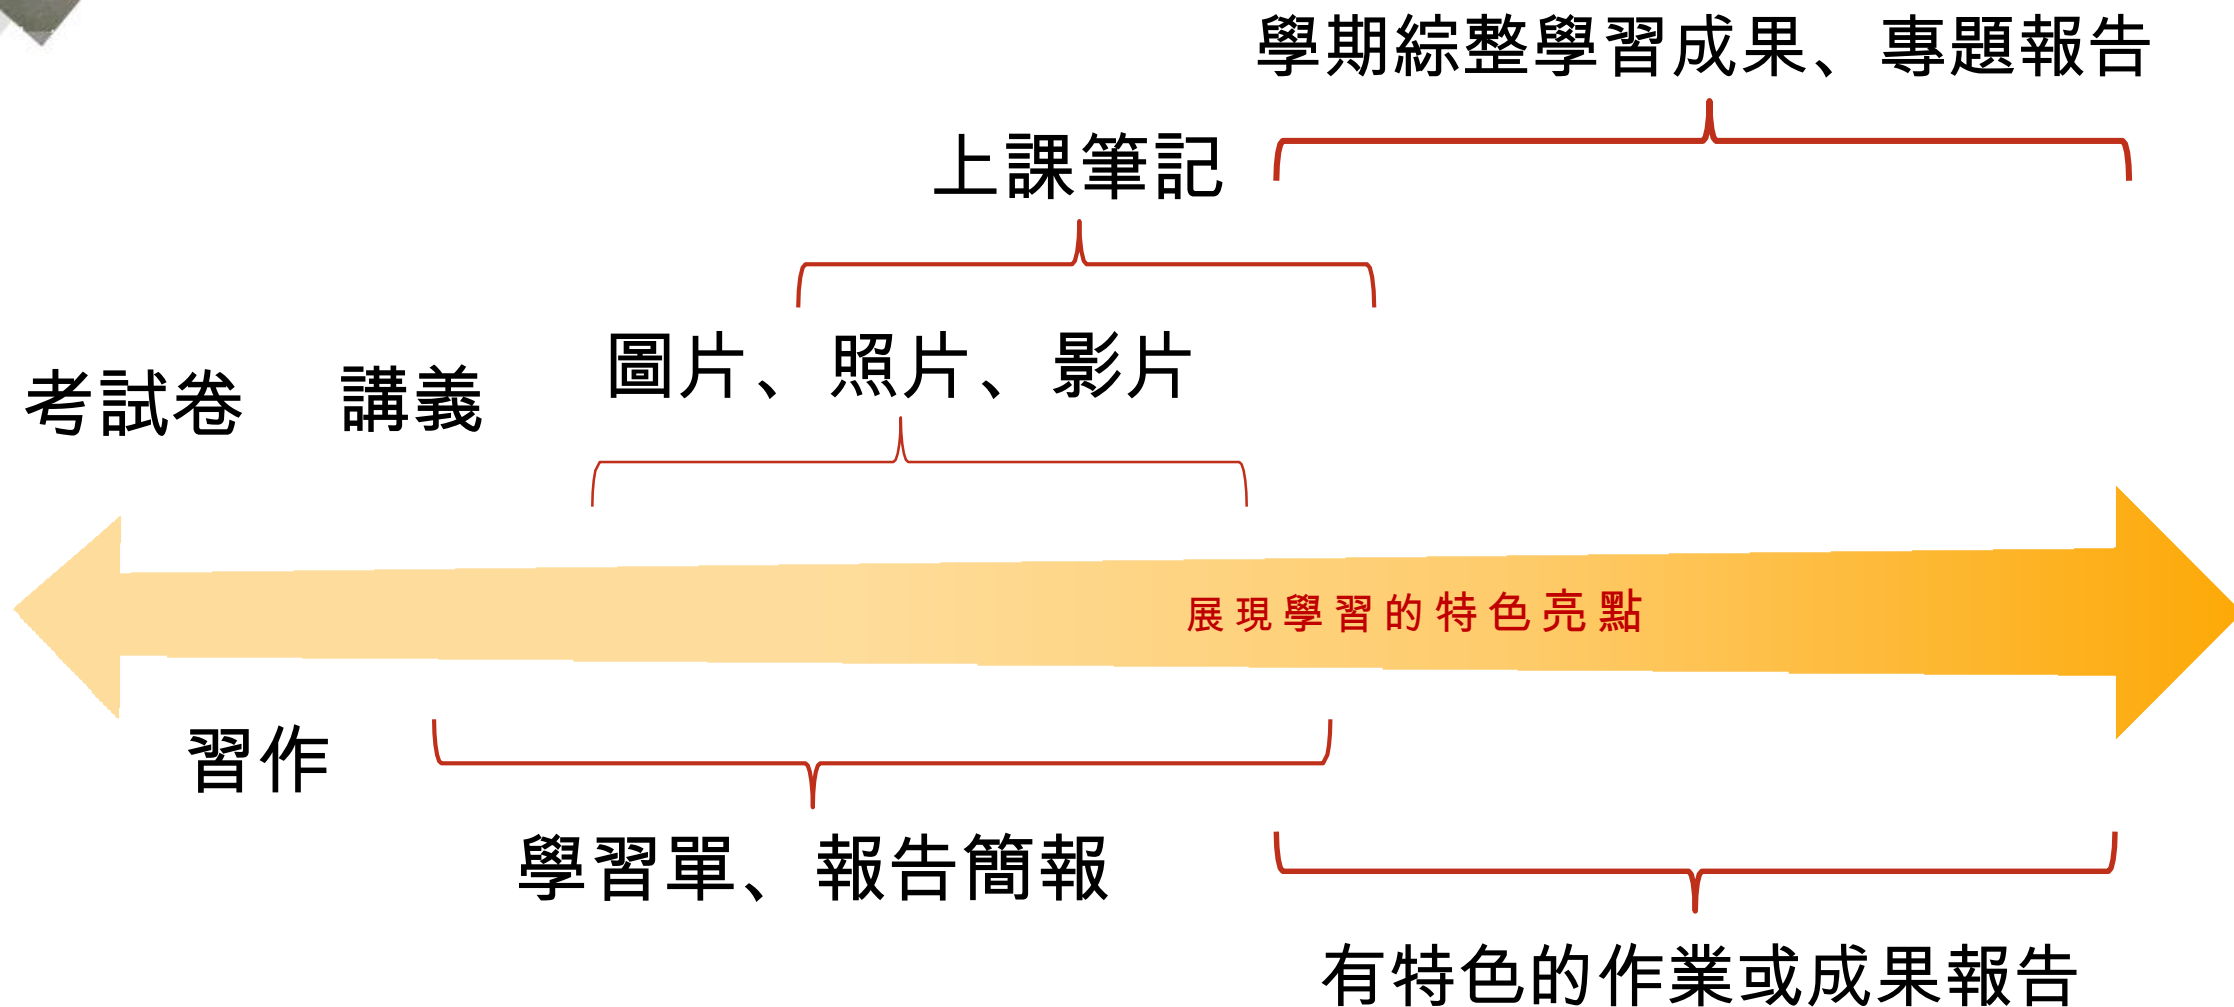 學期綜整學習成果、專題報告
上課筆記
圖片、照片、影片
考試卷
講義
展現學習的特色亮點
習作
學習單、報告簡報
有特色的作業或成果報告